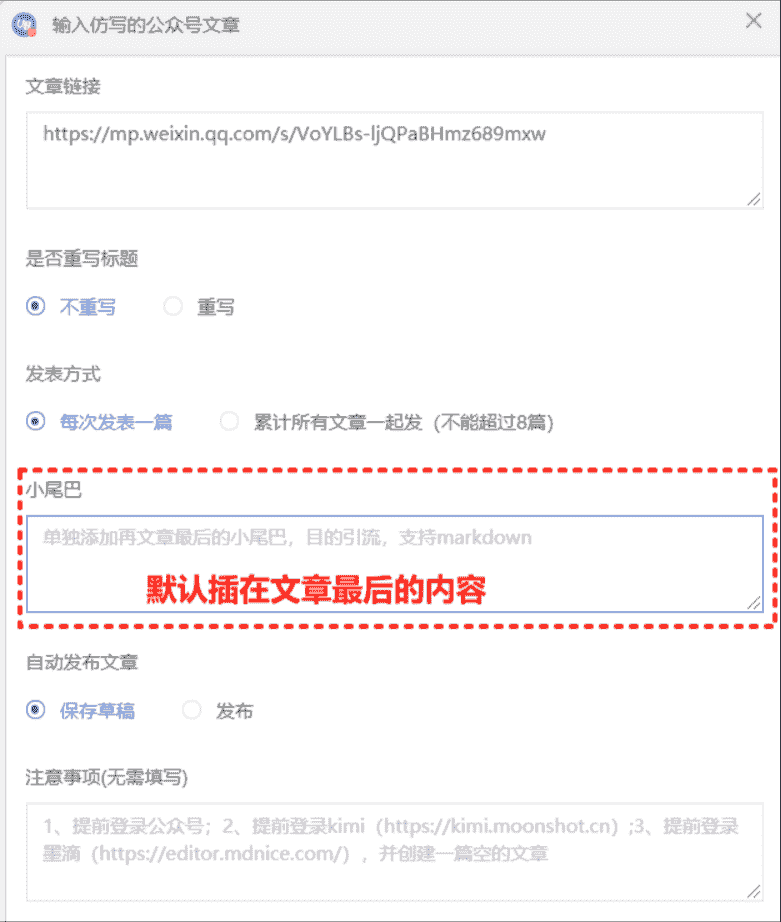 输入仿写的公众号文章
文章链接
https://mp.weixin.qq.com/s/VoYLBs-ljQPaBHmz689mxw
是否重写标题
不重写 重写
发表方式
每次发表一篇 累计所有文章一起发（不能超过8篇）
小尾巴
单独添加再文章最后的小尾巴，目的引流，支持markdown
默认插在文章最后的内容
自动发布文章
保存草稿 发布
注意事项(无需填写)
1、提前登录公众号；2、提前登录kimi（https://kimi.moonshot.cn）;3、提前登录
墨滴（https://editor.mdnice.com/），并创建一篇空的文章